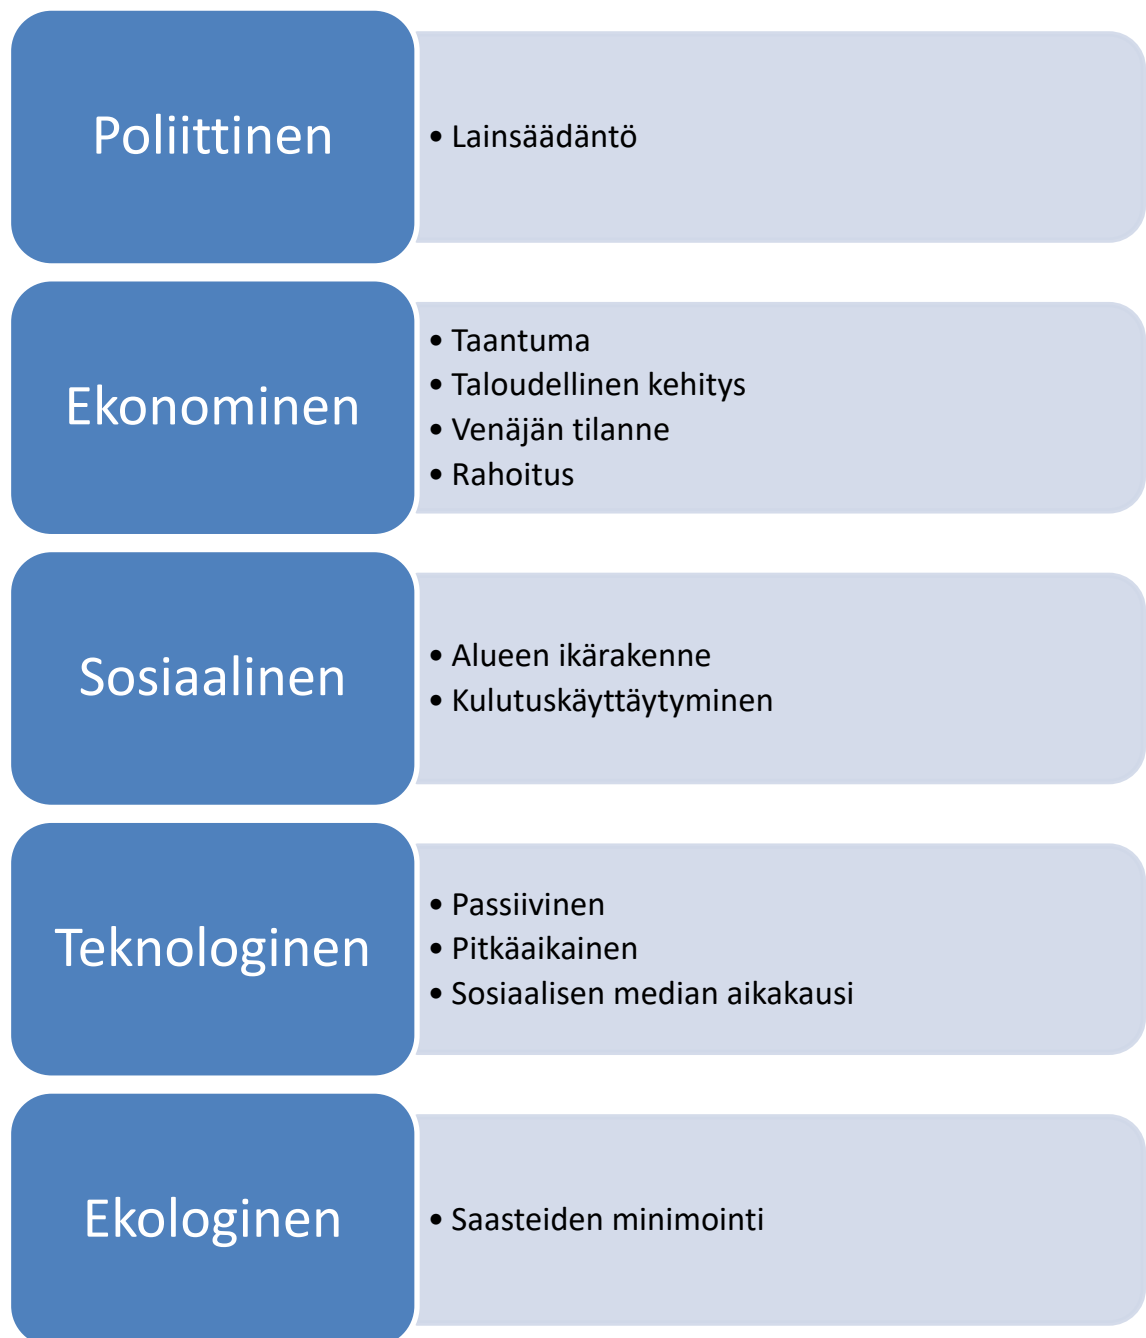 Poliittinen
• Lainsäädäntö
Ekonominen
• Taantuma
• Taloudellinen kehitys
• Venäjän tilanne
• Rahoitus
Sosiaalinen
• Alueen ikärakenne
• Kulutuskäyttäytyminen
Teknologinen
• Passiivinen
• Pitkäaikainen
• Sosiaalisen median aikakausi
Ekologinen
• Saasteiden minimointi